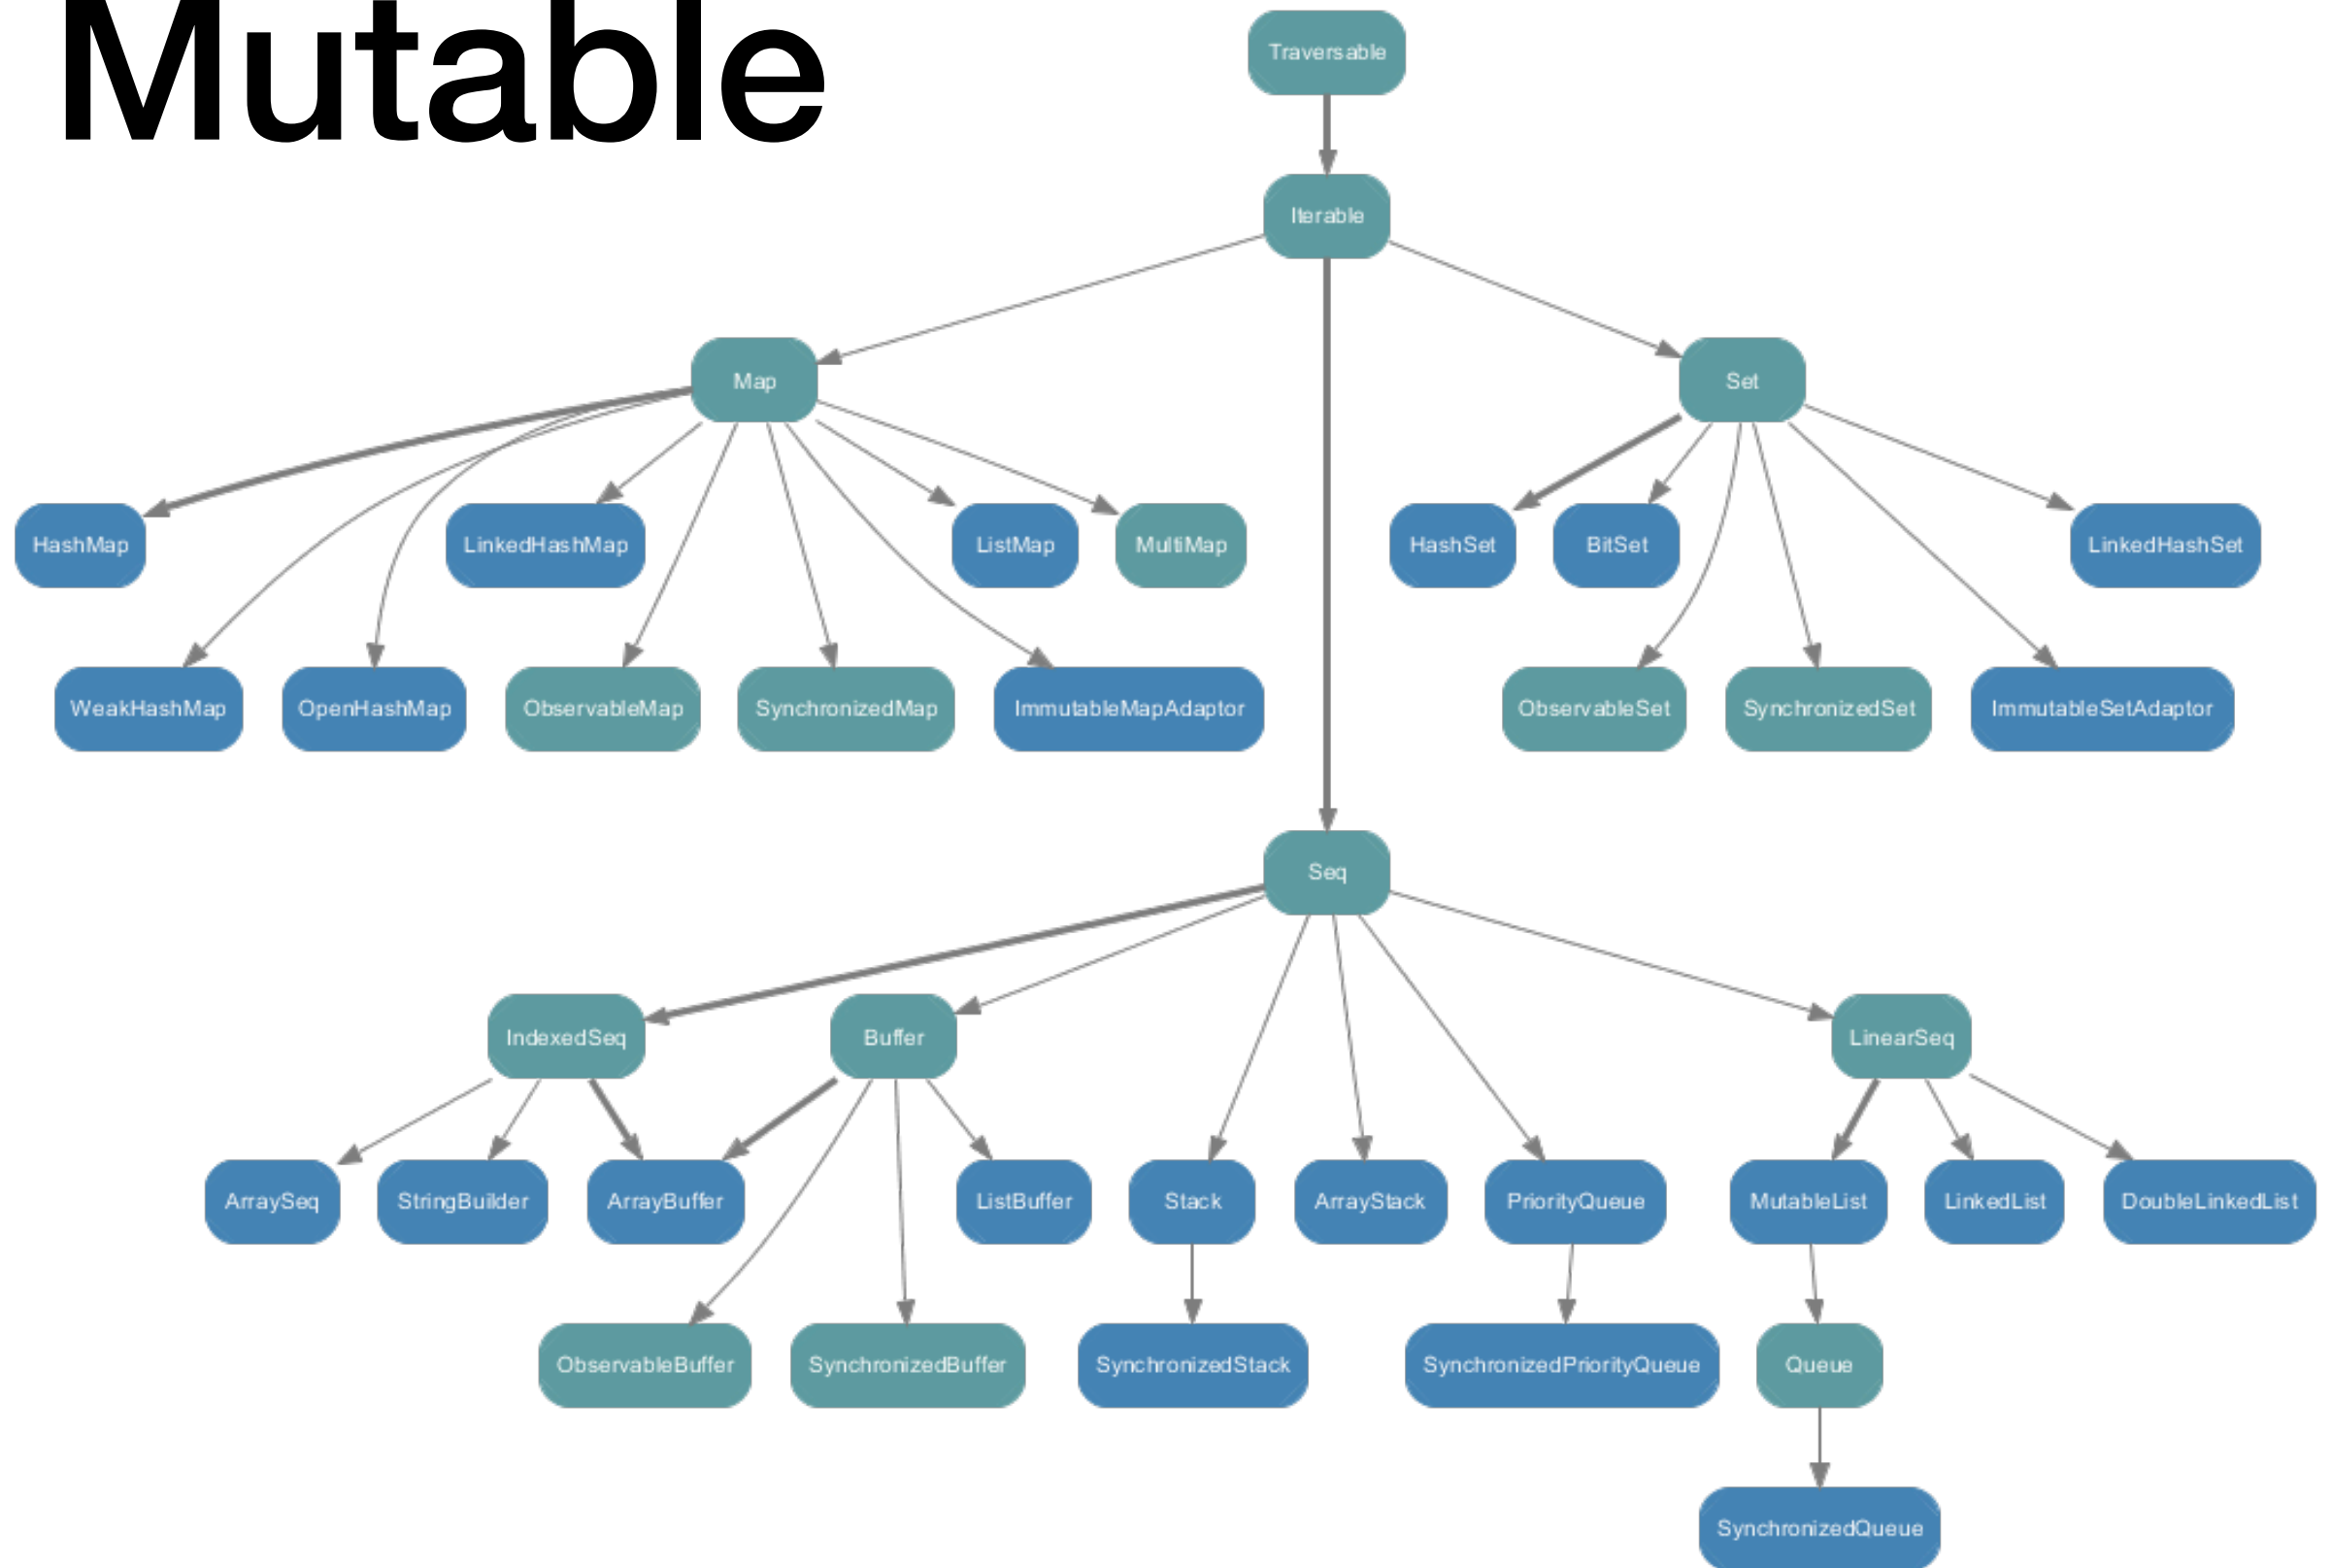 Mutable
Traversable
Iterable
Map
Set
HashMap
LinkedHashMap
ListMap
MultiMap
HashSet
BitSet
LinkedHashSet
WeakHashMap
OpenHashMap
ObservableMap
SynchronizedMap
ImmutableMapAdaptor
ObservableSet
SynchronizedSet
ImmutableSetAdaptor
Seq
IndexedSeq
Buffer
LinearSeq
ArraySeq
StringBuilder
ArrayBuffer
ListBuffer
Stack
ArrayStack
PriorityQueue
MutableList
LinkedList
DoubleLinkedList
ObservableBuffer
SynchronizedBuffer
SynchronizedStack
SynchronizedPriorityQueue
Queue
SynchronizedQueue